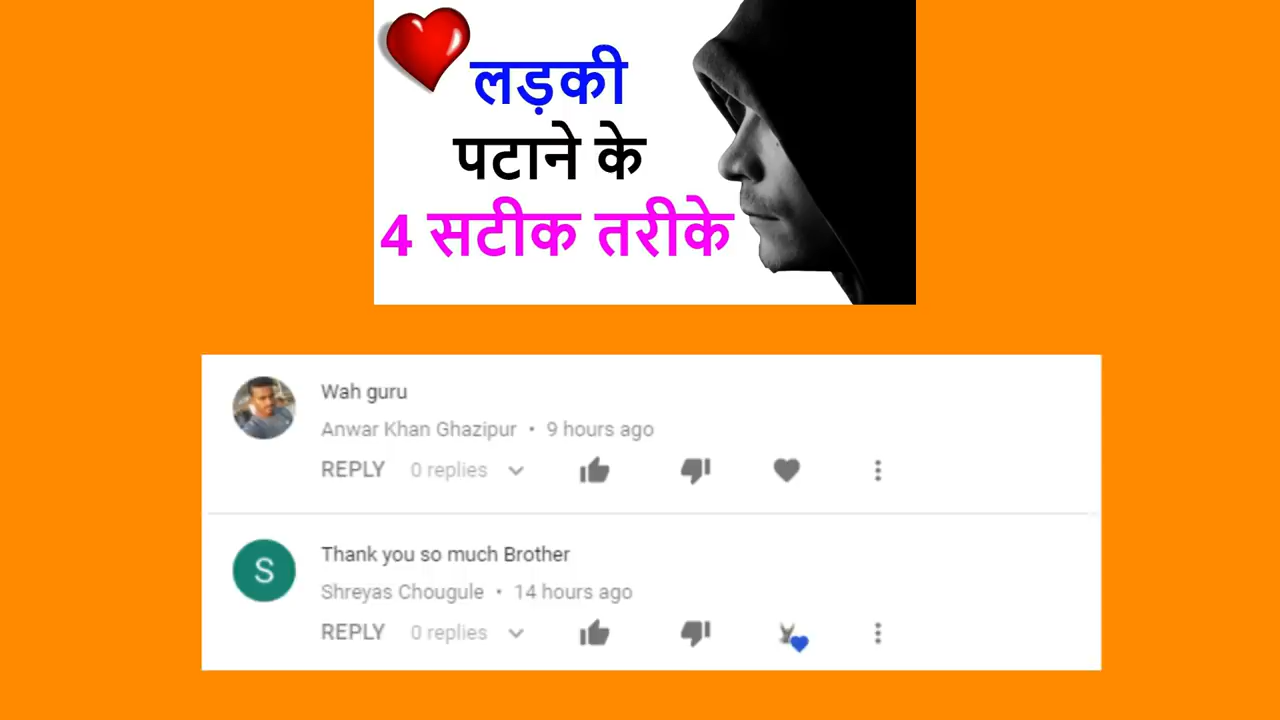 लड़की
पटाने के
4 सटीक तरीके
Wah guru
Anwar Khan Ghazipur • 9 hours ago
REPLY 0 replies
S
Thank you so much Brother
Shreyas Chougule • 14 hours ago
REPLY 0 replies